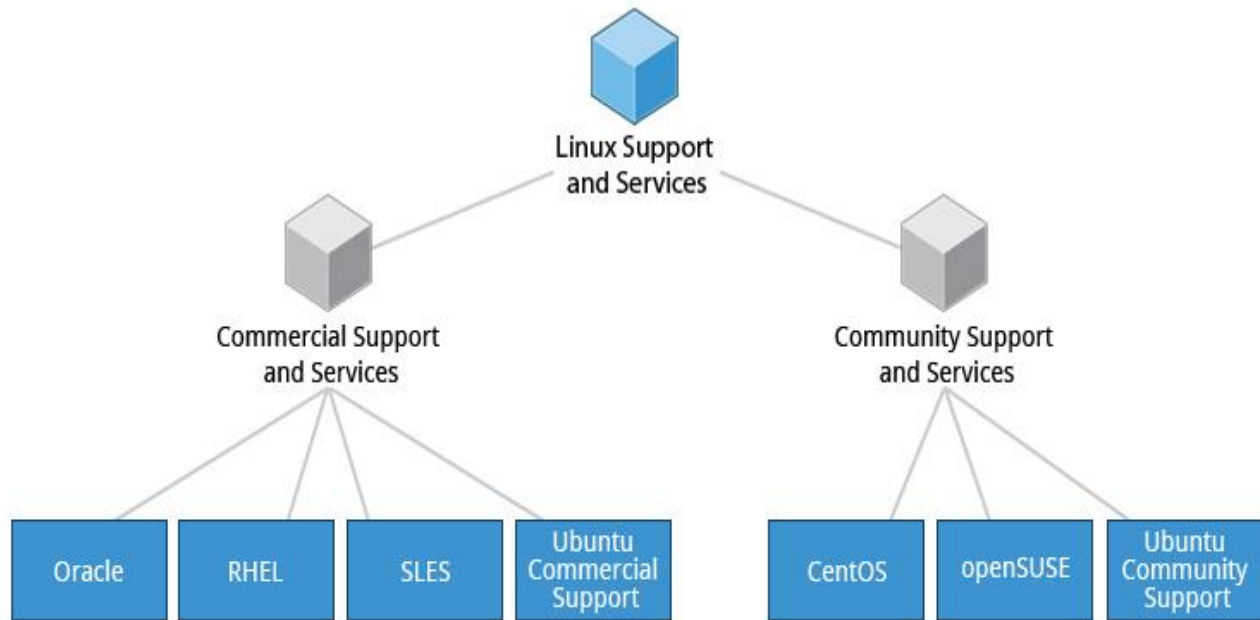 Linux Support
and Services
Commercial Support
and Services
Community Support
and Services
Oracle
RHEL
SLES
Ubuntu
Commercial
Support
CentOS
openSUSE
Ubuntu
Community
Support